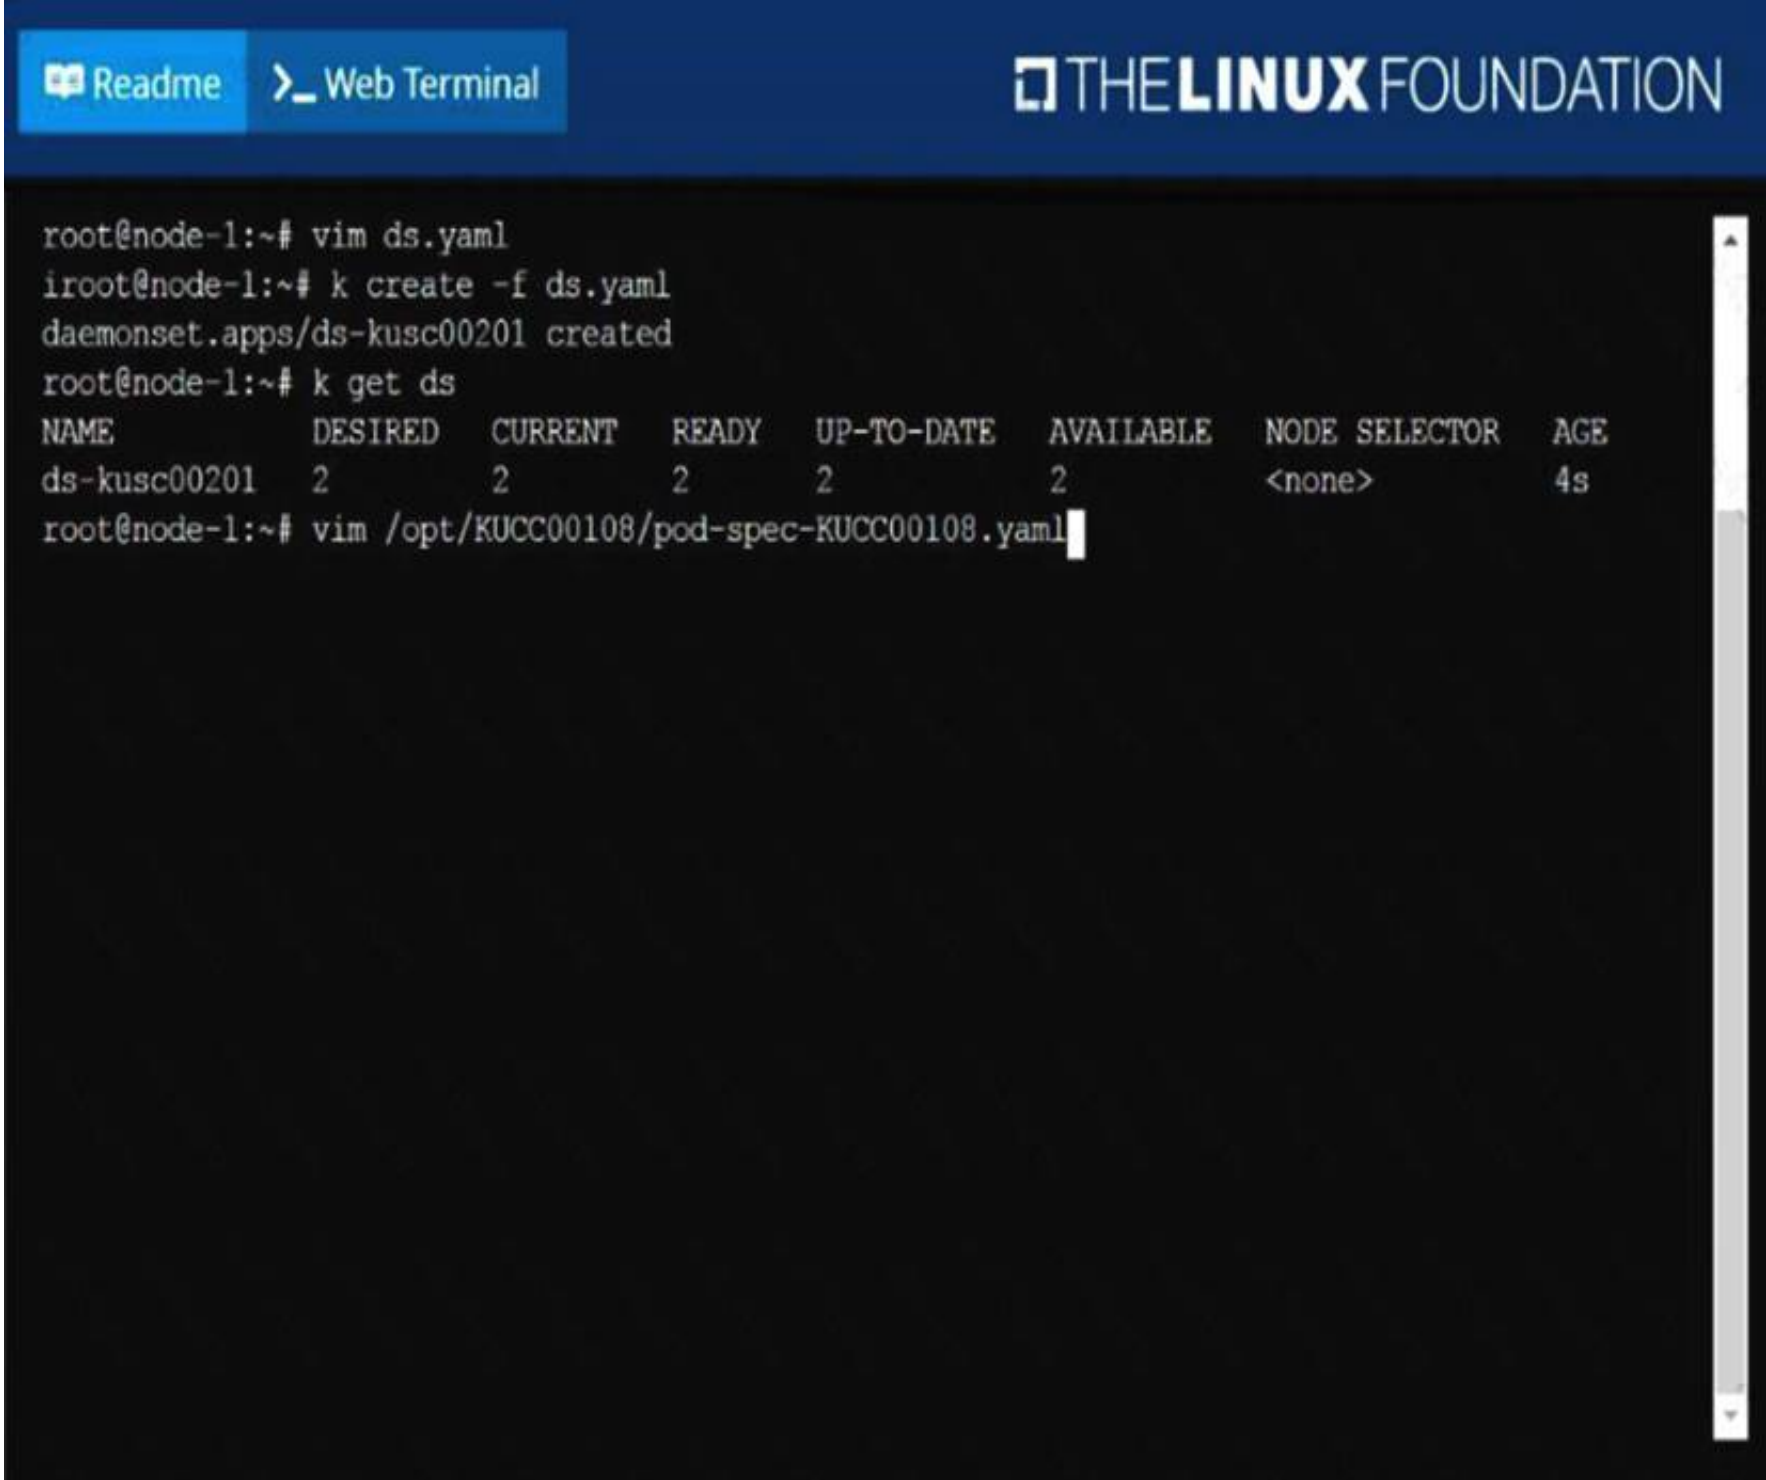 Readme >_ Web Terminal THE LINUX FOUNDATION
root@node-1:~# vim ds.yaml
iroot@node-1:~# k create -f ds.yaml
daemonset.apps/ds-kusc00201 created
root@node-1:~# k get ds
NAME DESIRED CURRENT READY UP-TO-DATE AVAILABLE NODE SELECTOR AGE
ds-kusc00201 2 2 2 2 2 <none> 4s
root@node-1:~# vim /opt/KUCC00108/pod-spec-KUCC00108.yaml